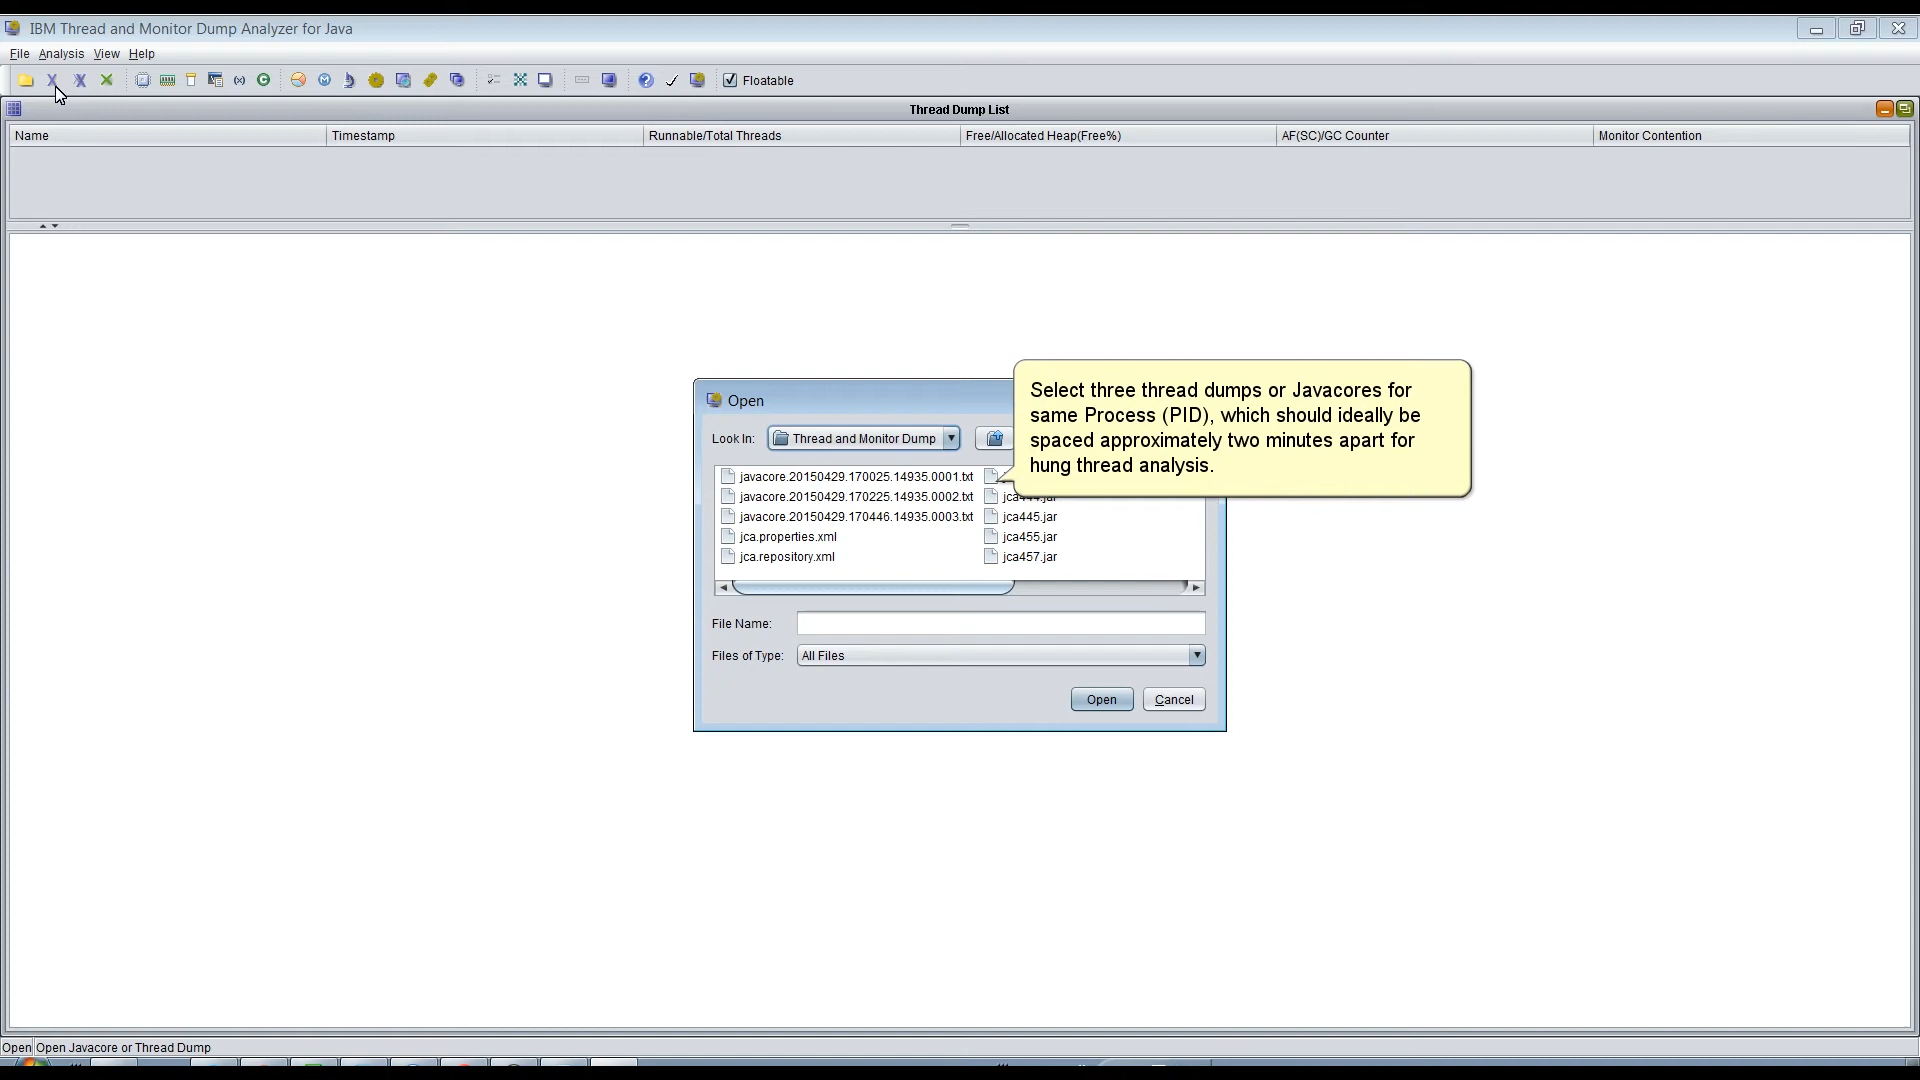 IBM Thread and Monitor Dump Analyzer for Java
File Analysis View Help
Floatable
Thread Dump List
Name Timestamp Runnable/Total Threads Free/Allocated Heap(Free%) AF(SC)/GC Counter Monitor Contention
Open
Look In: Thread and Monitor Dump
Select three thread dumps or Javacores for
same Process (PID), which should ideally be
spaced approximately two minutes apart for
hung thread analysis.
javacore.20150429.170025.14935.0001.txt
javacore.20150429.170225.14935.0002.txt
javacore.20150429.170446.14935.0003.txt
jca.properties.xml
jca.repository.xml
jca445.jar
jca455.jar
jca457.jar
File Name:
Files of Type: All Files
Open Cancel
Open Open Javacore or Thread Dump